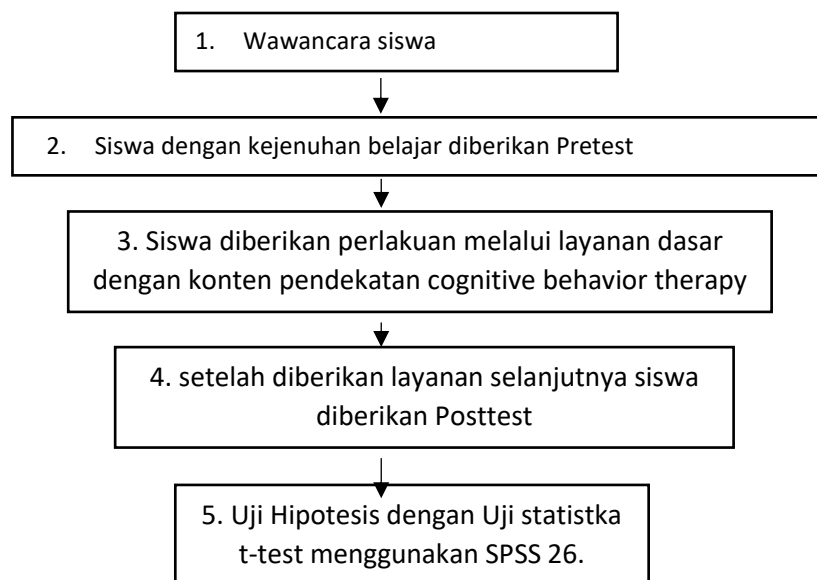 1. Wawancara siswa
2. Siswa dengan kejenuhan belajar diberikan Pretest
3. Siswa diberikan perlakuan melalui layanan dasar
dengan konten pendekatan cognitive behavior therapy
4. setelah diberikan layanan selanjutnya siswa
diberikan Posttest
5. Uji Hipotesis dengan Uji statistka
t-test menggunakan SPSS 26.